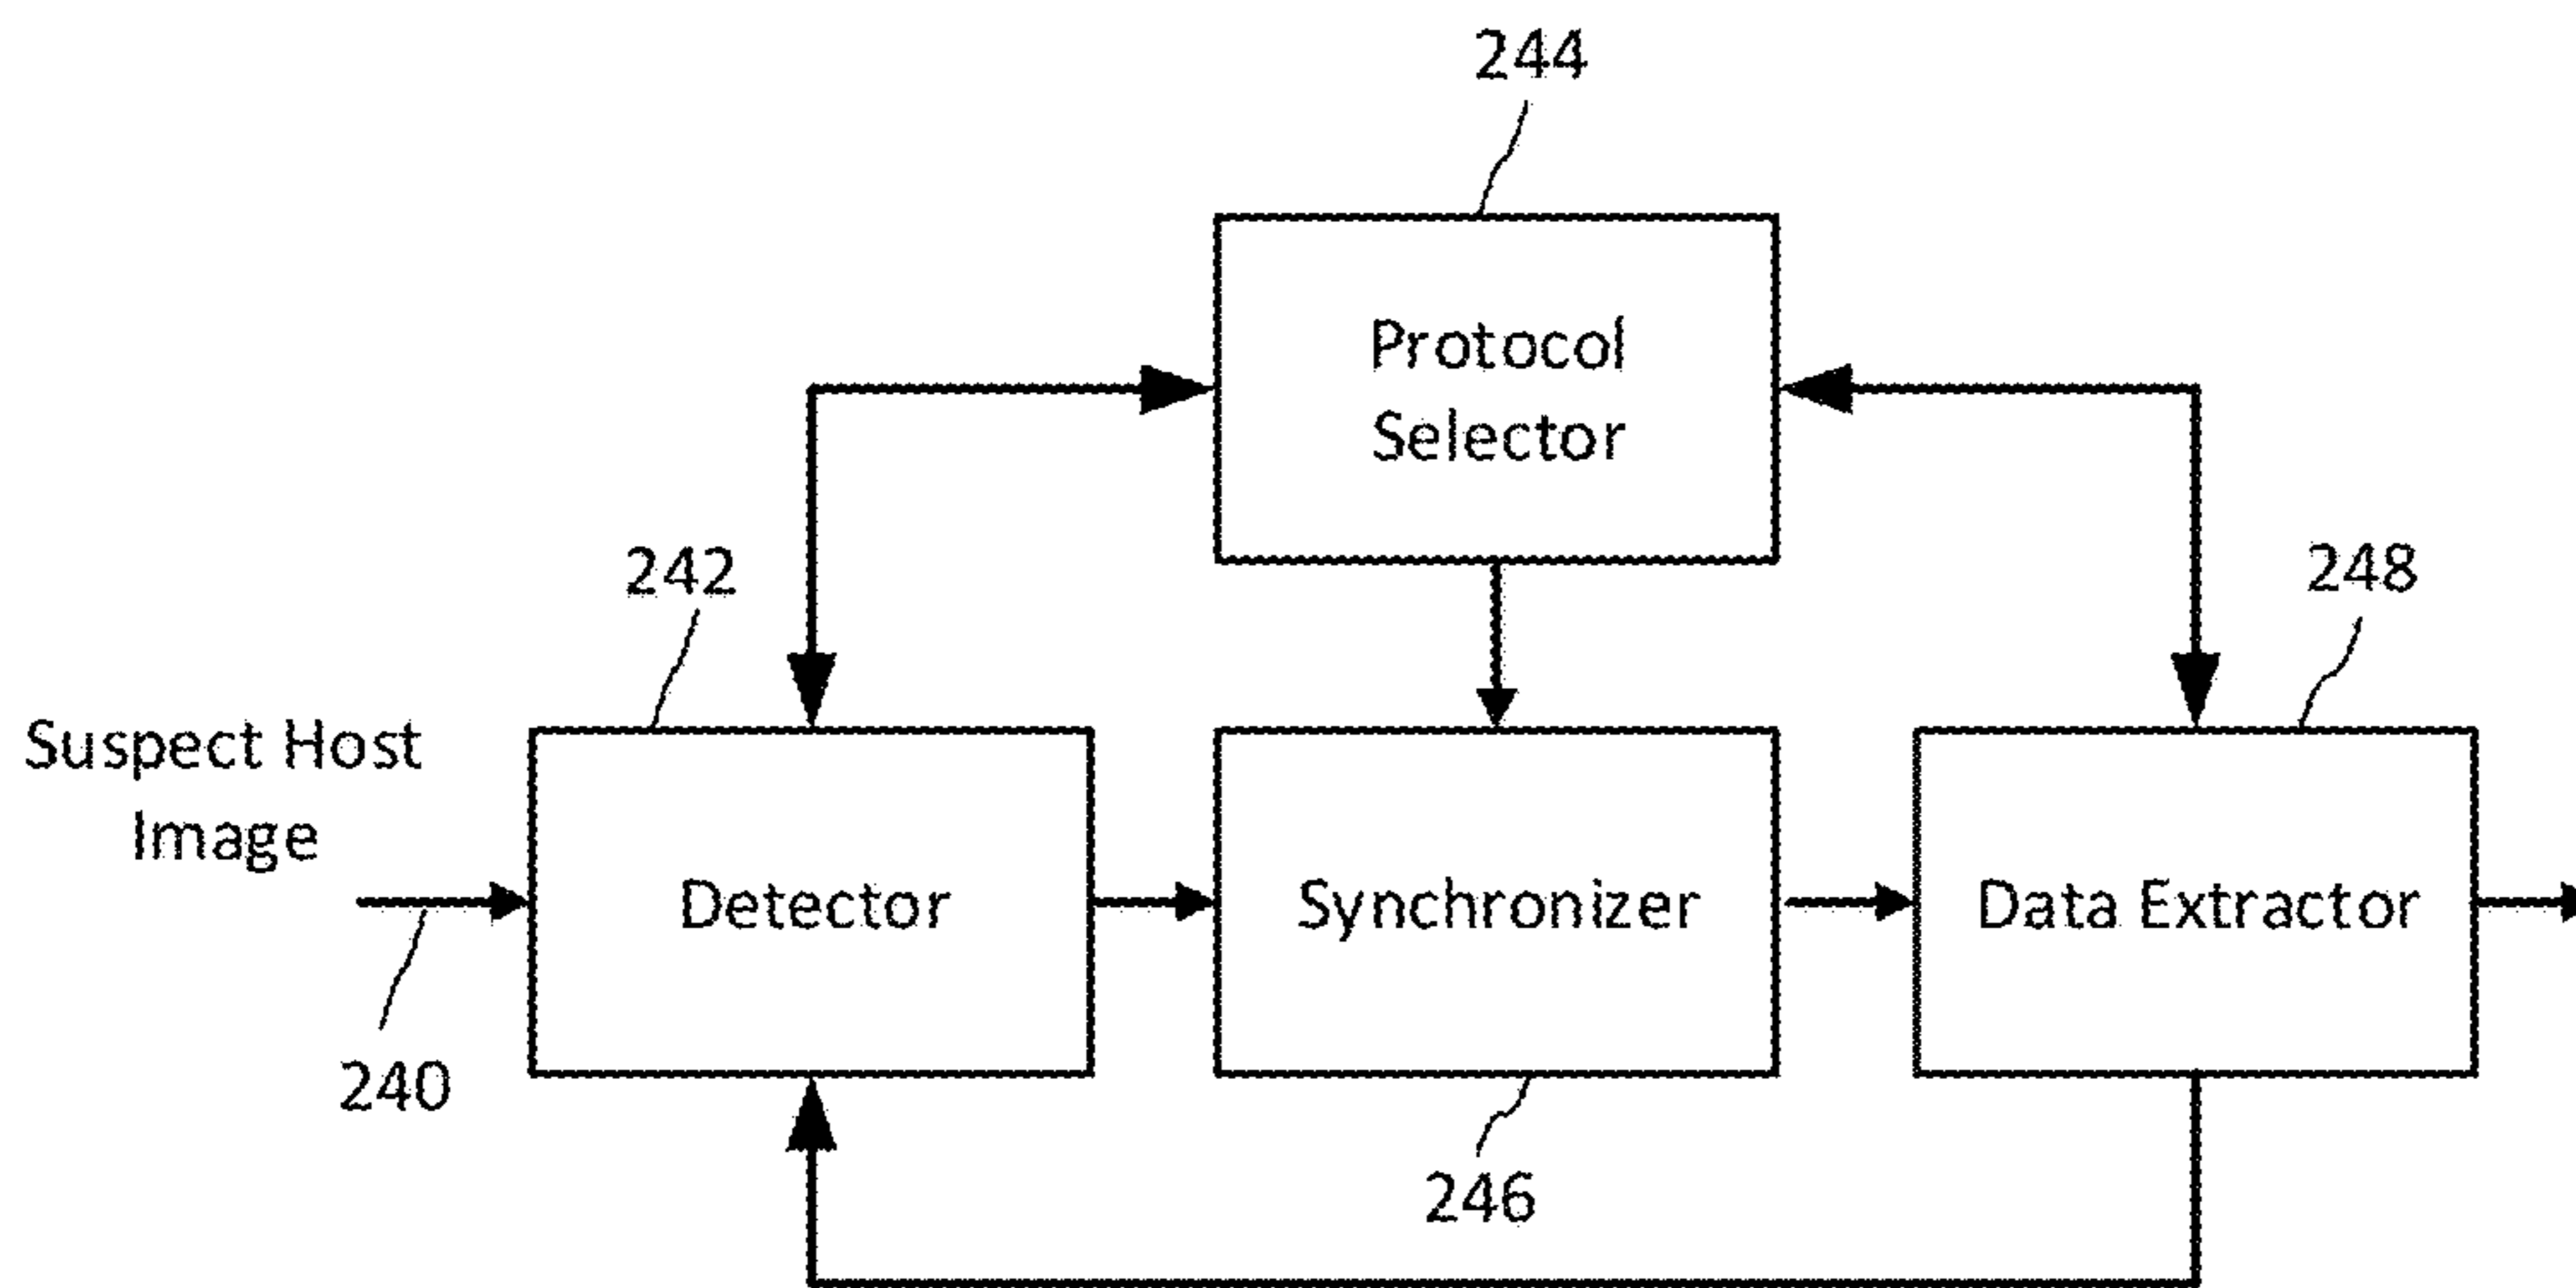 244
Protocol
Selector
242
248
Suspect Host
Image
Detector
Synchronizer
Data Extractor
240
246